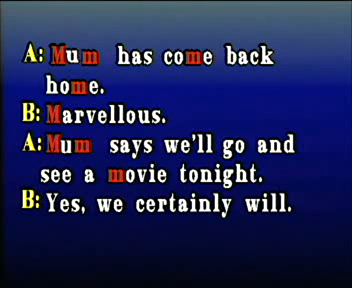 A: Mum has come back
home.
B: Marvellous.
A: Mum says we'll go and
see a movie tonight.
B: Yes, we certainly will.